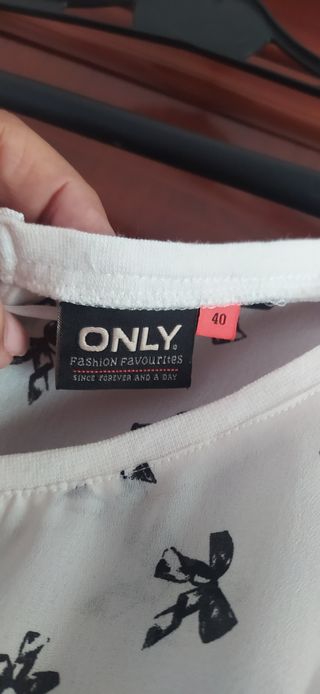 ONLY
FASHION FAVOURITES
SINCE FOREVER AND A DAY
40